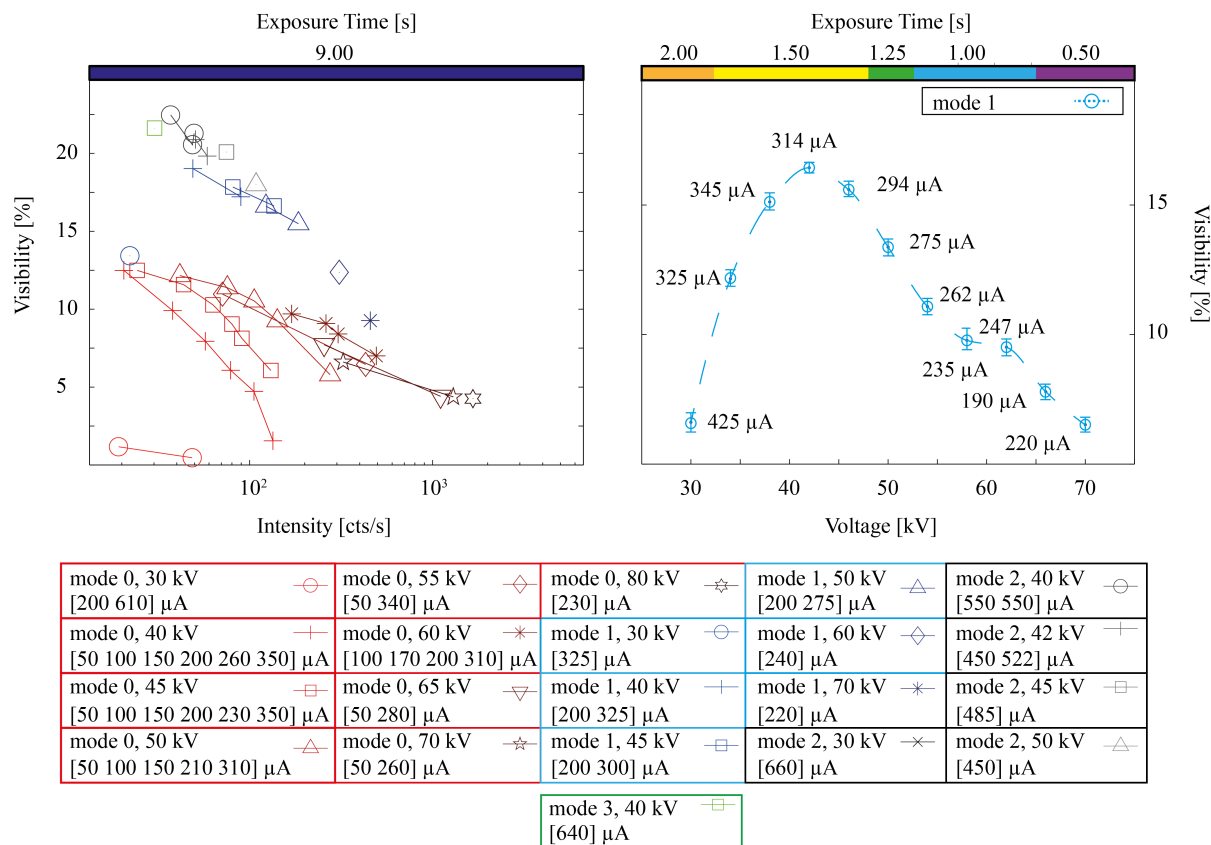 Exposure Time [s]
9.00
Visibility [%]
20
15
10
5
10²
10³
Intensity [cts/s]
Exposure Time [s]
2.00
1.50
1.25
1.00
0.50
mode 1
314 µA
345 µA
294 µA
275 µA
325 µA
262 µA
247 µA
235 µA
190 µA
425 µA
220 µA
15
10
Visibility [%]
30
40
50
60
70
Voltage [kV]
mode 0, 30 kV
[200 610] µA
mode 0, 55 kV
[50 340] µA
mode 0, 80 kV
[230] µA
mode 1, 50 kV
[200 275] µA
mode 2, 40 kV
[550 550] µA
mode 0, 40 kV
[50 100 150 200 260 350] µA
mode 0, 60 kV
[100 170 200 310] µA
mode 1, 30 kV
[325] µA
mode 1, 60 kV
[240] µA
mode 2, 42 kV
[450 522] µA
mode 0, 45 kV
[50 100 150 200 230 350] µA
mode 0, 65 kV
[50 280] µA
mode 1, 40 kV
[200 325] µA
mode 1, 70 kV
[220] µA
mode 2, 45 kV
[485] µA
mode 0, 50 kV
[50 100 150 210 310] µA
mode 0, 70 kV
[50 260] µA
mode 1, 45 kV
[200 300] µA
mode 2, 30 kV
[660] µA
mode 2, 50 kV
[450] µA
mode 3, 40 kV
[640] µA